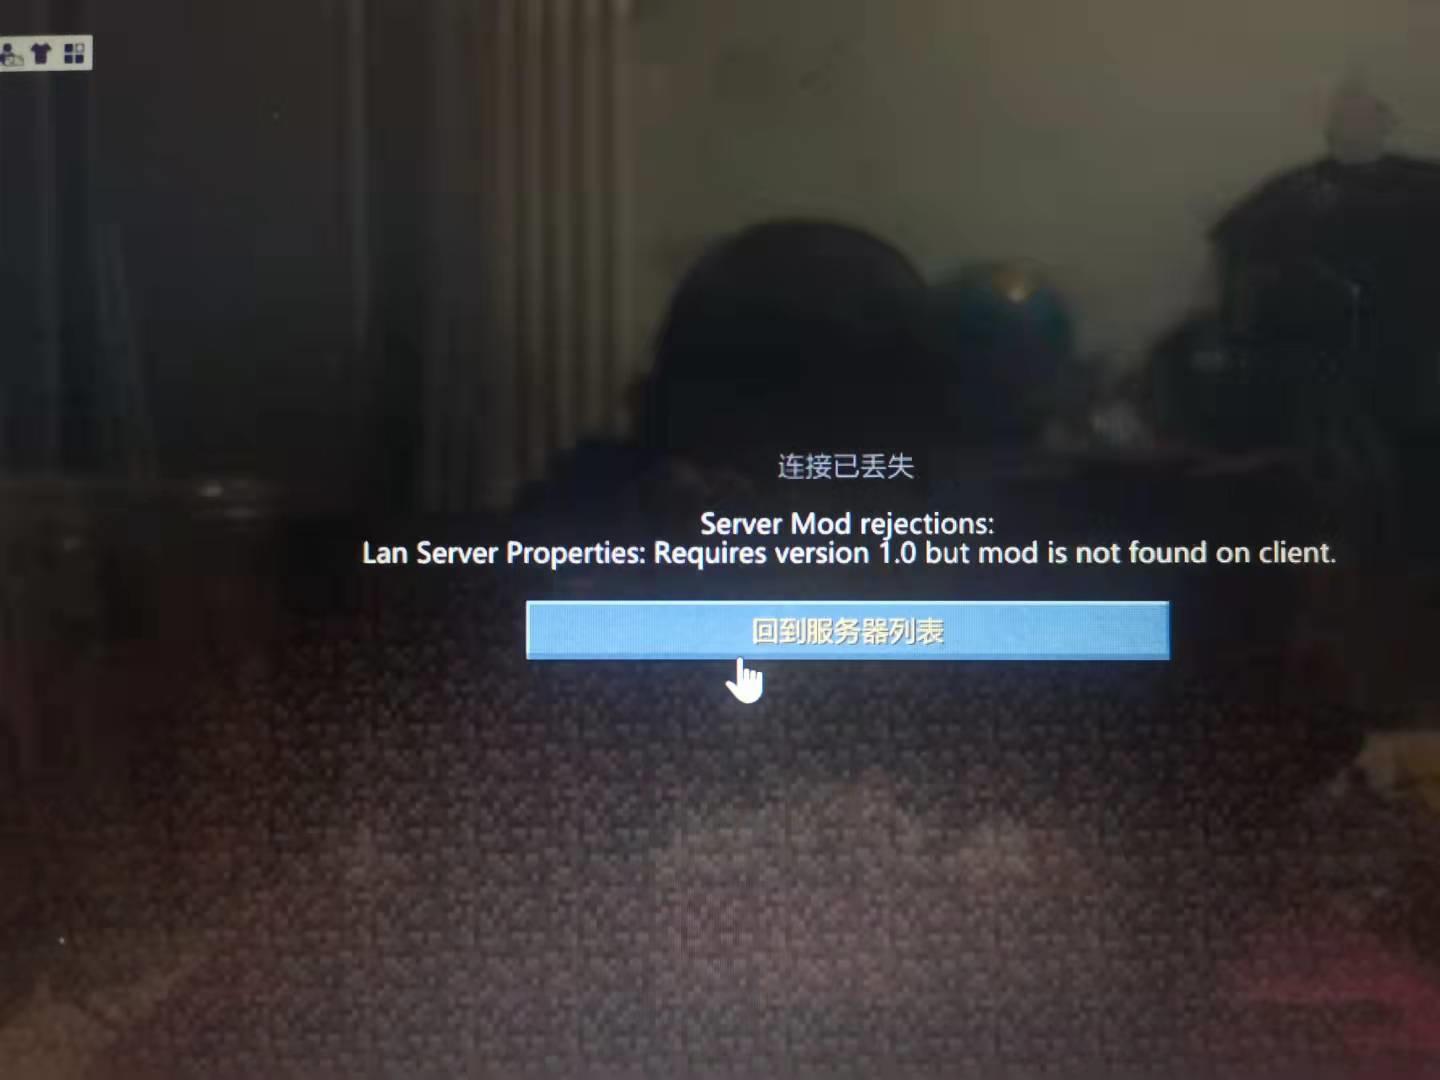 连接已丢失
Server Mod rejections:
Lan Server Properties: Requires version 1.0 but mod is not found on client.
回到服务器列表